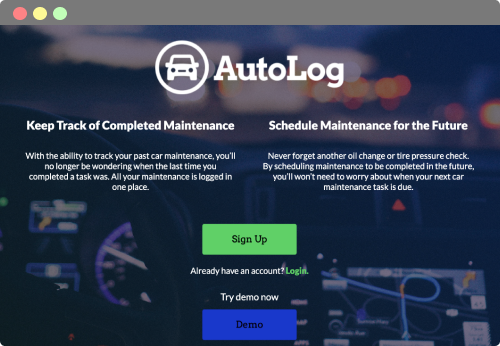 AutoLog
Keep Track of Completed Maintenance
With the ability to track your past car maintenance, you'll
no longer be wondering when the last time you
completed a task was. All your maintenance is logged in
one place.
Schedule Maintenance for the Future
Never forget another oil change or tire pressure check.
By scheduling maintenance to be completed in the future,
you'll won't need to worry about when your next car
maintenance task is due.
Sign Up
Already have an account? Login.
Try demo now
Demo